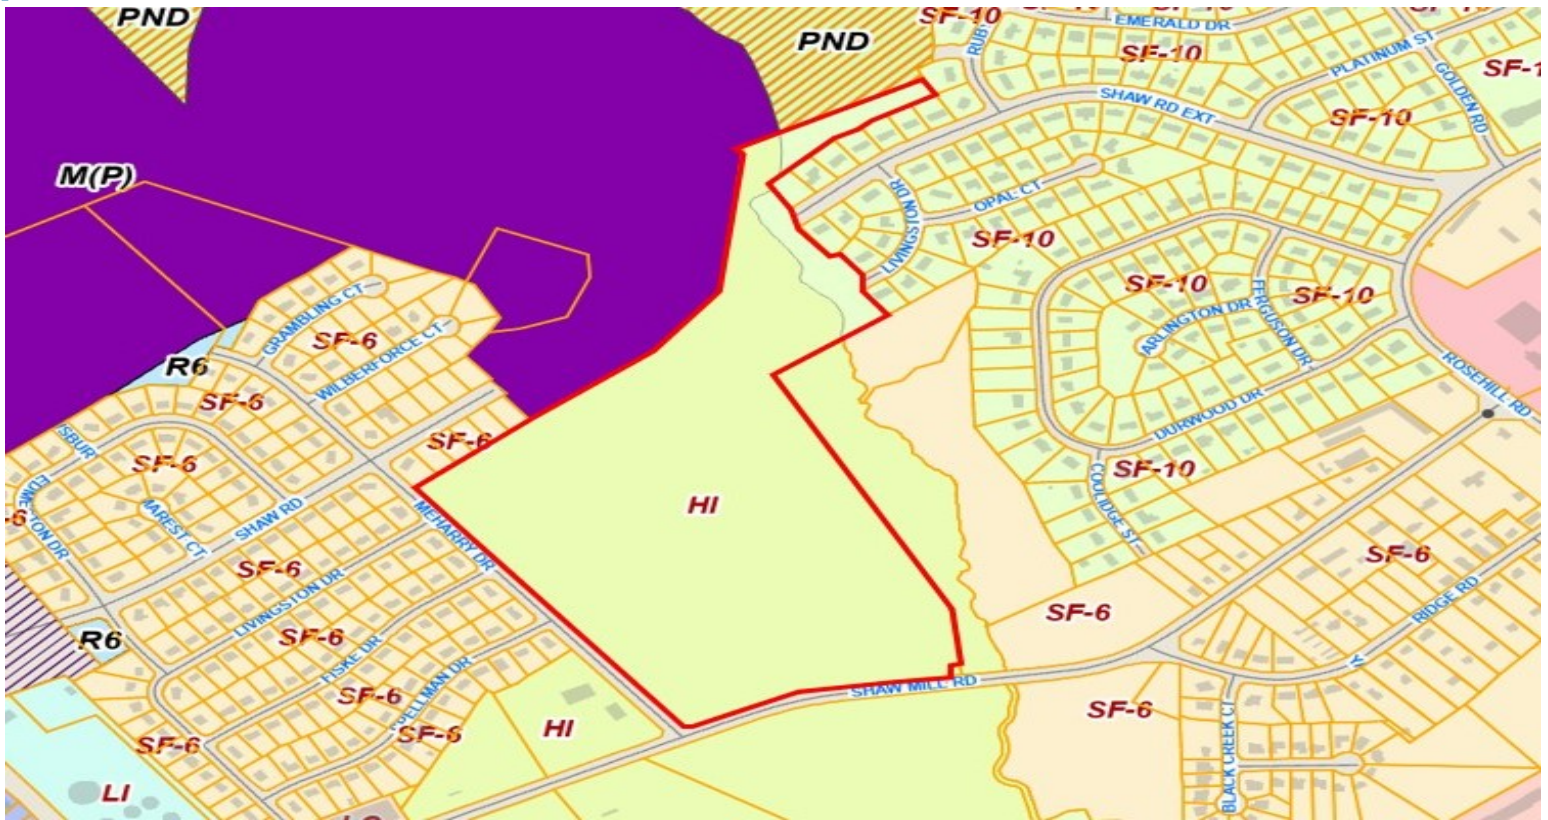 PND
SF-10
EMERALD DR
PND
RUBY
SF-10
PLATINUM ST
GOLDEN RD
SF-1
SHAW RD EXT
SF-10
M(P)
LIVINGSTON DR
OPAL CT
SF-10
SF-10
FERGUSON DR
SF-10
ARLINGTON DR
GRAMBLING CT
SF-6
WILBERFORCE CT
R6
SF-6
ROSEHILL RD
DURWOOD DR
SF-6
SF-6
SF-10
COOLIDGE ST
HI
MEHARRY DR
SHAW RD
SF-6
SF-6
LIVINGSTON DR
RIDGE RD
SF-6
R6
SF-6
FISKE DR
SF-6
SPELLMAN DR
SHAW MILL RD
SF-6
HI
SF-6
SF-6
BLACK CREEK CT
LI